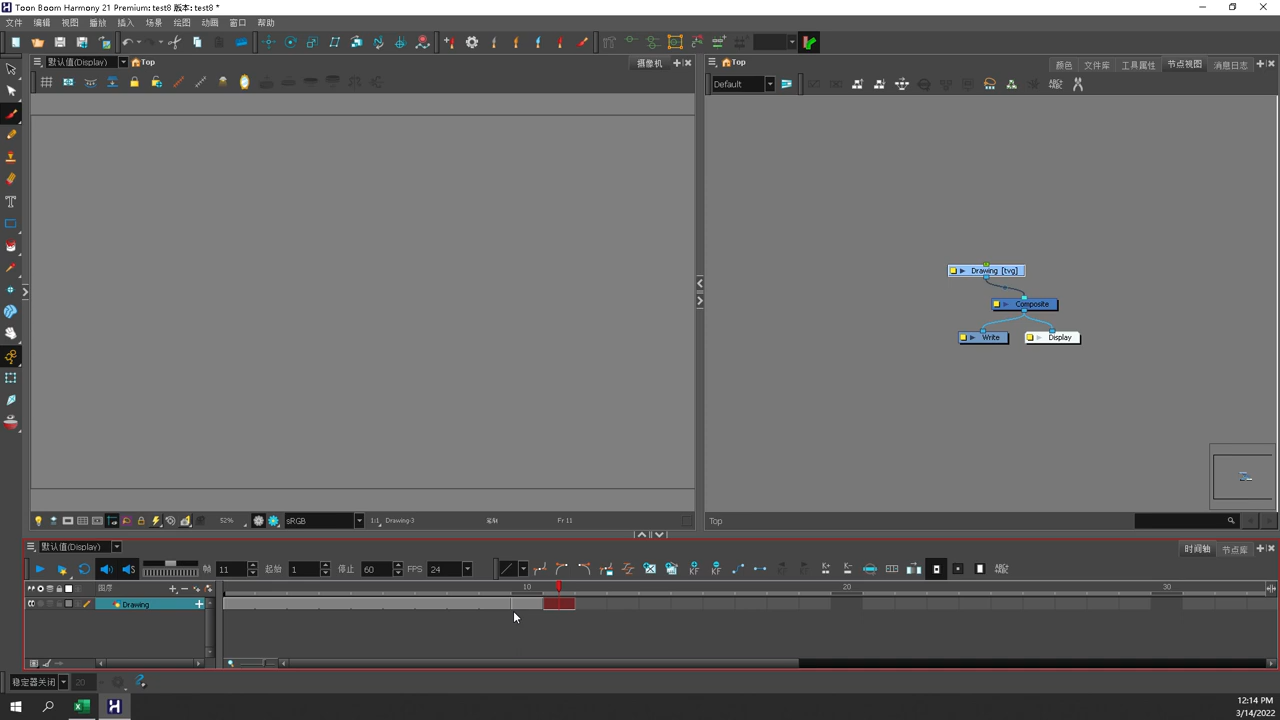 Toon Boom Harmony 21 Premium: test8 版本: test8 *
文件 编辑 视图 播放 插入 场景 绘图 动画 窗口 帮助
默认值(Display) Top 摄像机
Top 颜色 文件库 工具属性 节点视图 消息日志
Default
Drawing [tvg]
Composite
Write Display
52% sRGB 1:1 Drawing-3 Fr 11
Top
默认值(Display) 时间轴 节点库
帧 11 起始 1 停止 60 FPS 24
KF KF
图层 10 20 30
Drawing
稳定器关闭 20
12:14 PM
3/14/2022